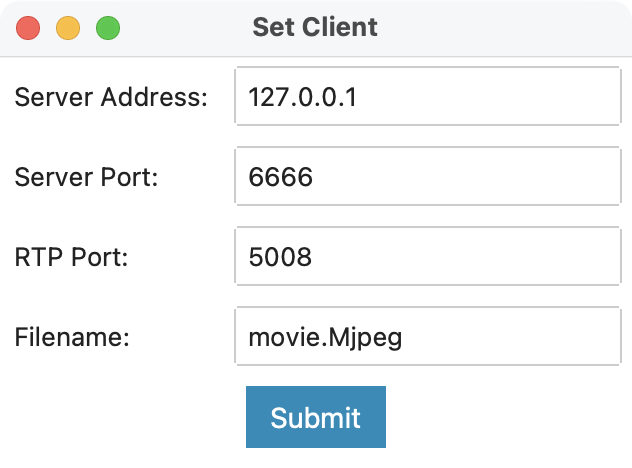 Set Client
Server Address: 127.0.0.1
Server Port: 6666
RTP Port: 5008
Filename: movie.Mjpeg
Submit